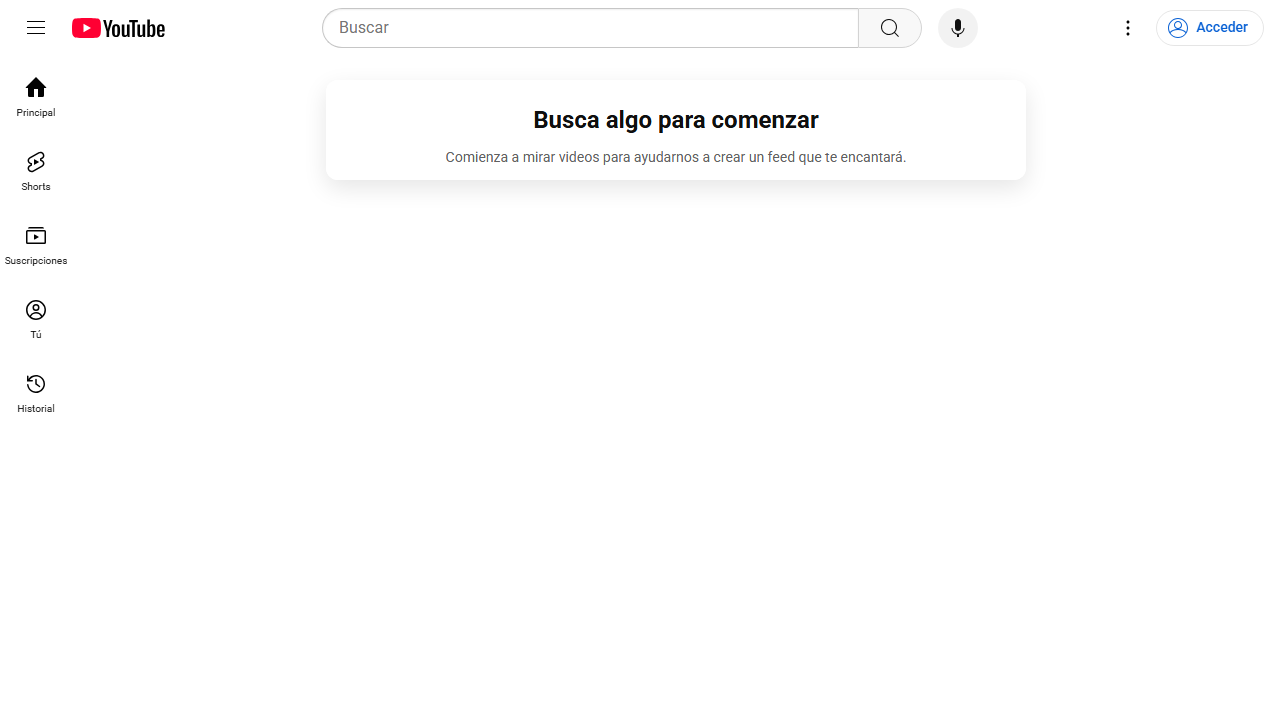 YouTube
Buscar
Acceder
Principal
Shorts
Suscripciones
Tú
Historial
Busca algo para comenzar
Comienza a mirar videos para ayudarnos a crear un feed que te encantará.